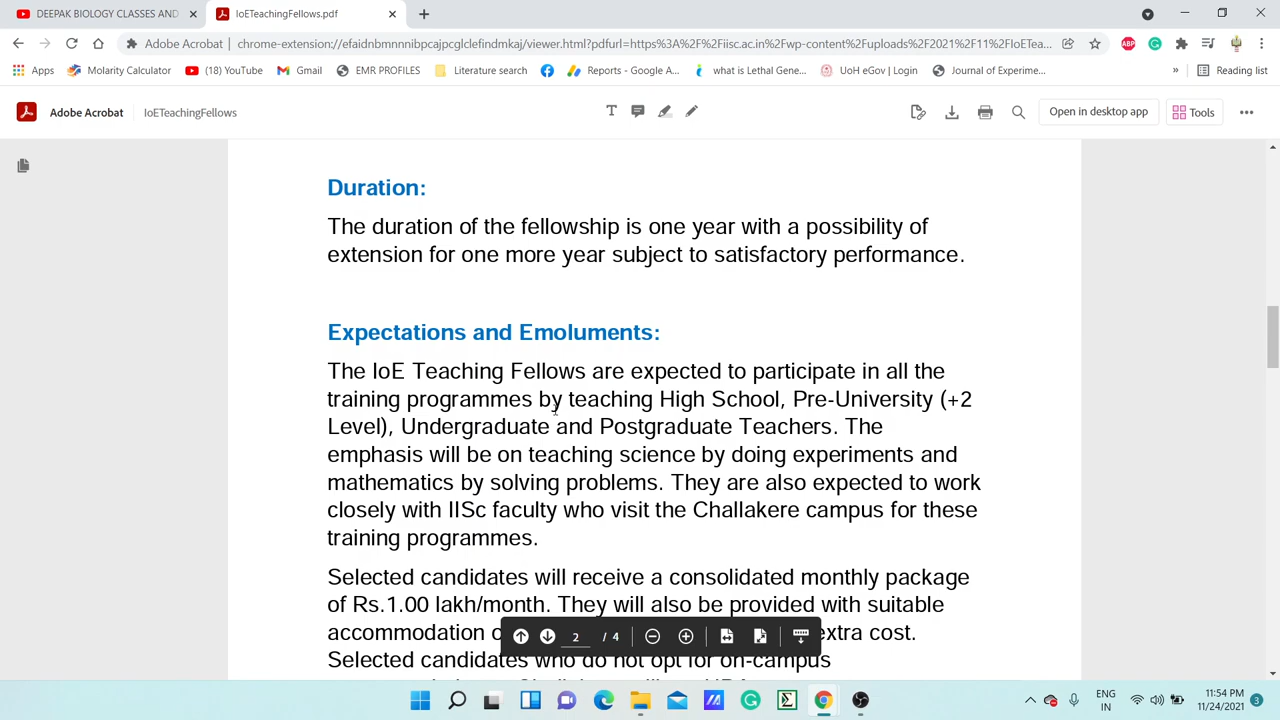 DEEPAK BIOLOGY CLASSES AND
IoETeachingFellows.pdf
Adobe Acrobat | chrome-extension://efaidnbmnnnibpcajpcglclefindmkaj/viewer.html?pdfurl=https%3A%2F%2Fiisc.ac.in%2Fwp-content%2Fuploads%2F2021%2F11%2FIoETea...
Apps Molarity Calculator (18) YouTube Gmail EMR PROFILES Literature search Reports - Google A... what is Lethal Gene... UoH eGov | Login Journal of Experime... » Reading list
Adobe Acrobat IoETeachingFellows Open in desktop app Tools
Duration:
The duration of the fellowship is one year with a possibility of
extension for one more year subject to satisfactory performance.
Expectations and Emoluments:
The IoE Teaching Fellows are expected to participate in all the
training programmes by teaching High School, Pre-University (+2
Level), Undergraduate and Postgraduate Teachers. The
emphasis will be on teaching science by doing experiments and
mathematics by solving problems. They are also expected to work
closely with IISc faculty who visit the Challakere campus for these
training programmes.
Selected candidates will receive a consolidated monthly package
of Rs.1.00 lakh/month. They will also be provided with suitable
accommodation extra cost.
2 / 4
Selected candidates who do not opt for on-campus
ENG
IN
11:54 PM
11/24/2021
3